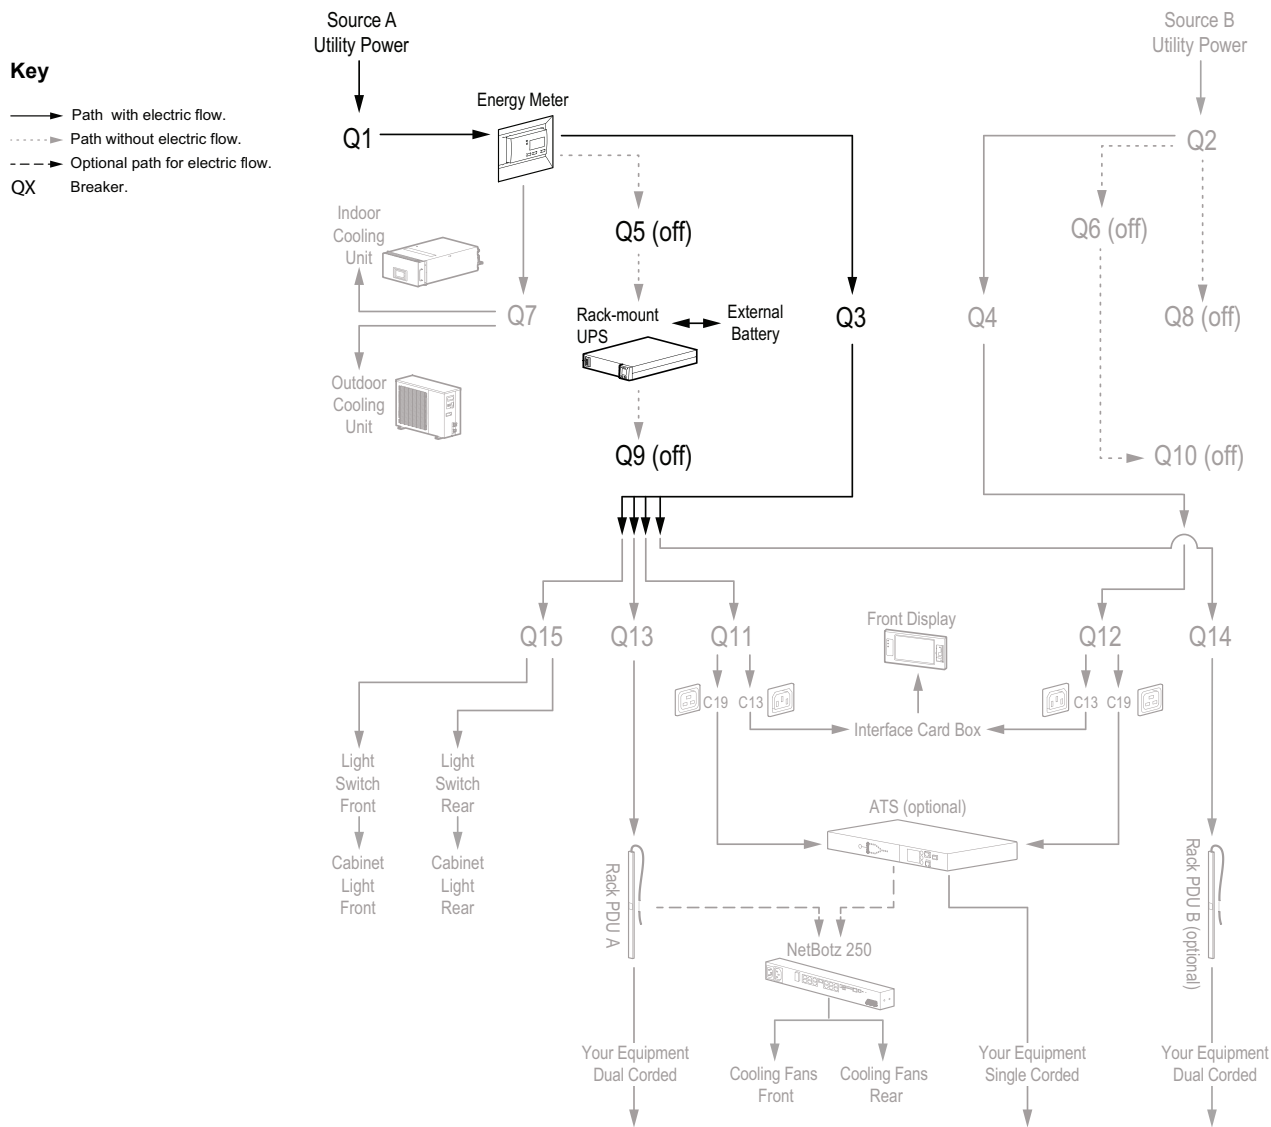 Source A
Utility Power
Source B
Utility Power
Key
Path with electric flow.
Path without electric flow.
Optional path for electric flow.
QX Breaker.
Energy Meter
Q1
Q2
Q5 (off)
Q6 (off)
Indoor
Cooling
Unit
Q7
Rack-mount
UPS
External
Battery
Q3
Q4
Q8 (off)
Outdoor
Cooling
Unit
Q9 (off)
Q10 (off)
Q15
Q13
Q11
Front Display
Q12
Q14
C19
C13
C13
C19
Interface Card Box
Light
Switch
Front
Light
Switch
Rear
ATS (optional)
Cabinet
Light
Front
Cabinet
Light
Rear
Rack PDU A
Rack PDU B (optional)
NetBotz 250
Your Equipment
Dual Corded
Cooling Fans
Front
Cooling Fans
Rear
Your Equipment
Single Corded
Your Equipment
Dual Corded